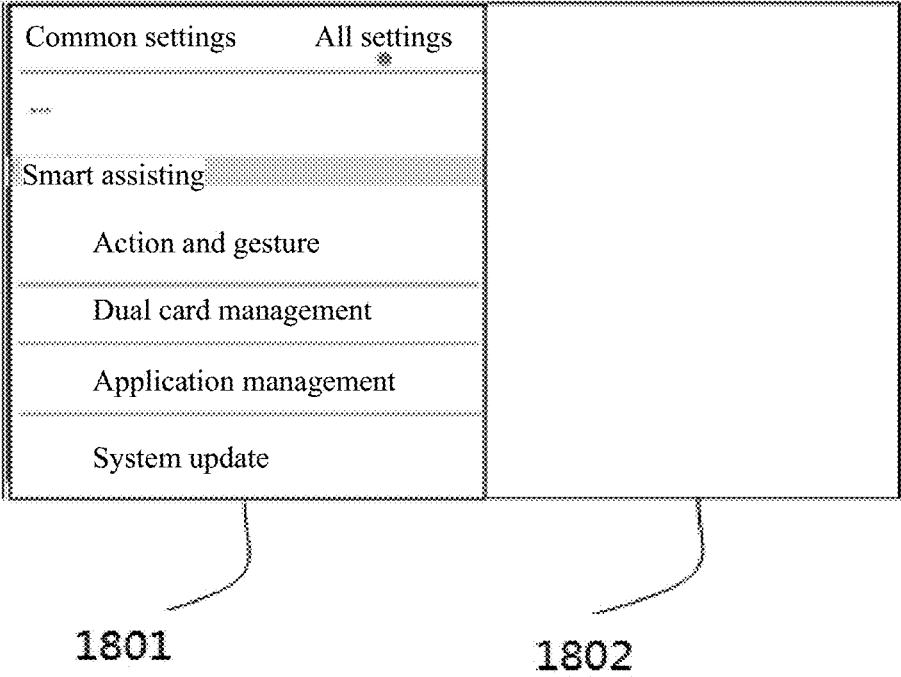 Common settings All settings
...
Smart assisting
Action and gesture
Dual card management
Application management
System update
1801
1802